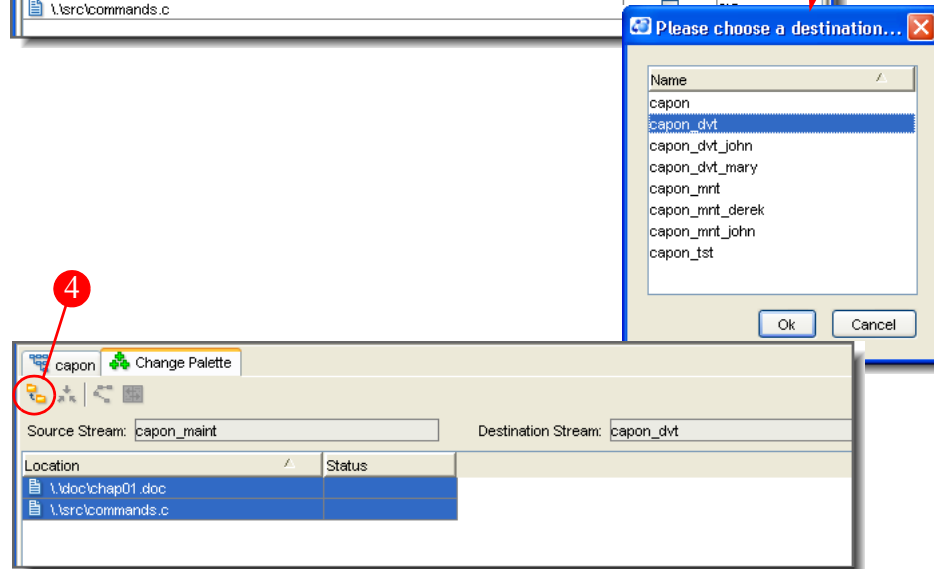 \.\src\commands.c
Please choose a destination...
Name
capon
capon_dvt
capon_dvt_john
capon_dvt_mary
capon_mnt
capon_mnt_derek
capon_mnt_john
capon_tst
Ok Cancel
4
capon Change Palette
Source Stream: capon_maint Destination Stream: capon_dvt
Location Status
\.\doc\chap01.doc
\.\src\commands.c